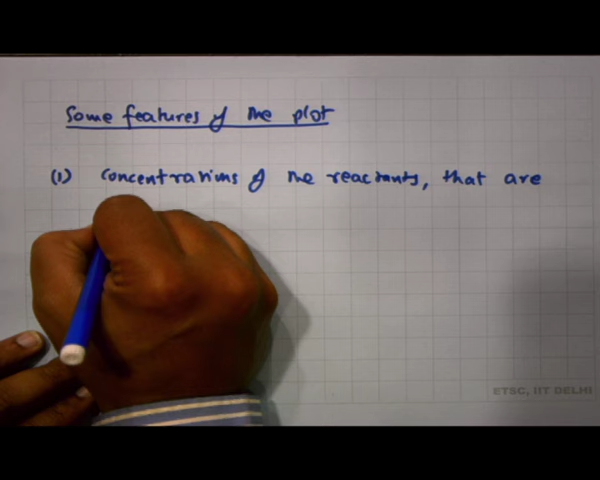 Some features of the plot
(1) Concentrations of the reactants, that are
ETSC, IIT DELHI